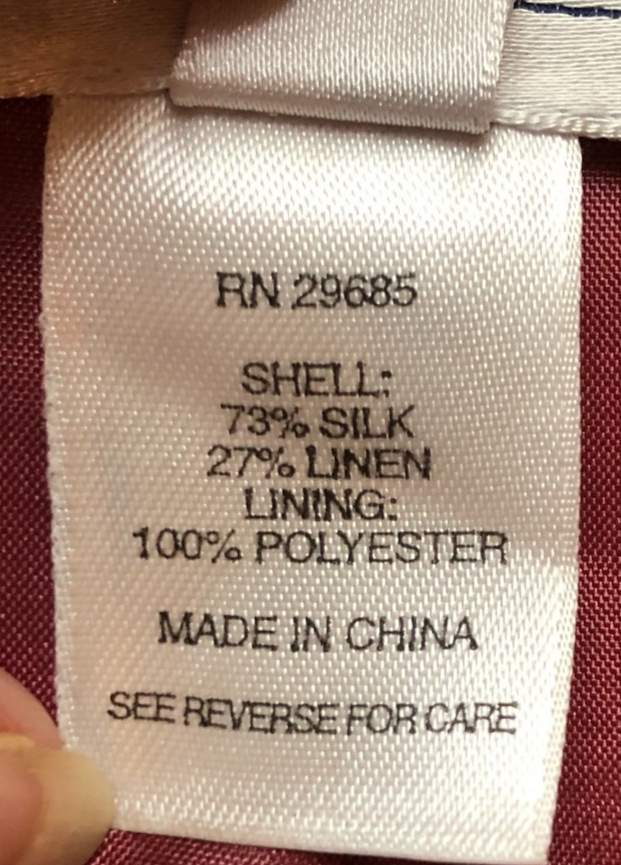 RN 29685
SHELL:
73% SILK
27% LINEN
LINING:
100% POLYESTER
MADE IN CHINA
SEE REVERSE FOR CARE